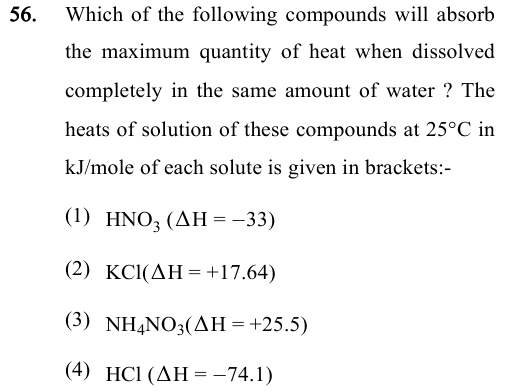 56. Which of the following compounds will absorb
the maximum quantity of heat when dissolved
completely in the same amount of water ? The
heats of solution of these compounds at 25°C in
kJ/mole of each solute is given in brackets:-
(1) HNO₃ (ΔH = –33)
(2) KCl(ΔH = +17.64)
(3) NH₄NO₃(ΔH = +25.5)
(4) HCl (ΔH = –74.1)